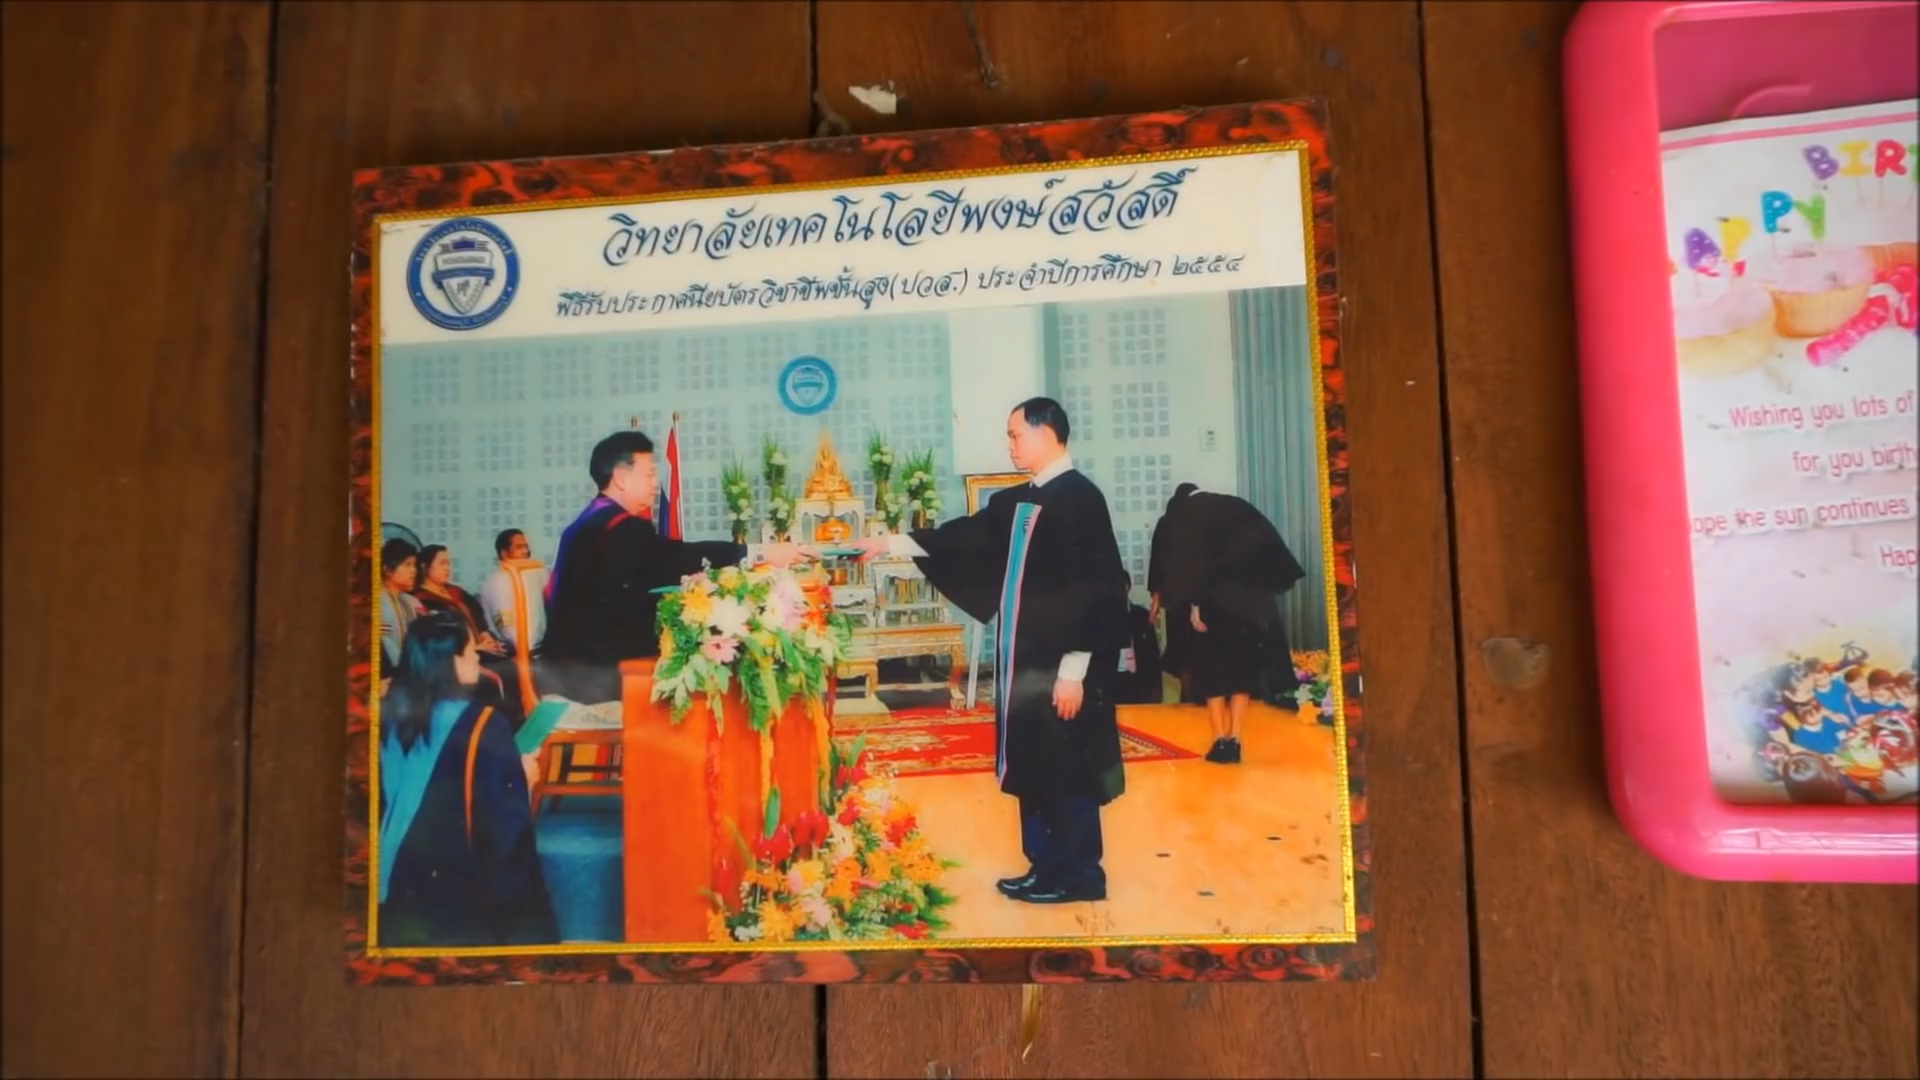 วิทยาลัยเทคโนโลยีพงษ์สวัสดิ์
พิธีรับประกาศนียบัตรวิชาชีพชั้นสูง(ปวส.) ประจำปีการศึกษา ๒๕๕๔
BIR
PPY
Wishing you lots of
for you birth
ope the sun continues
Hap